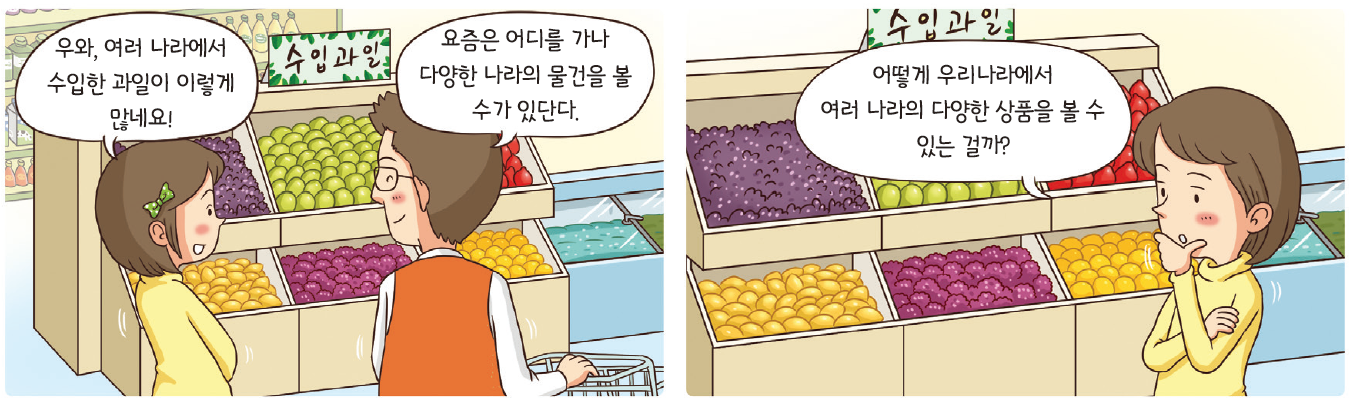 우와, 여러 나라에서
수입한 과일이 이렇게
많네요!
수입과일
요즘은 어디를 가나
다양한 나라의 물건을 볼
수가 있단다.
수입과일
어떻게 우리나라에서
여러 나라의 다양한 상품을 볼 수
있는 걸까?